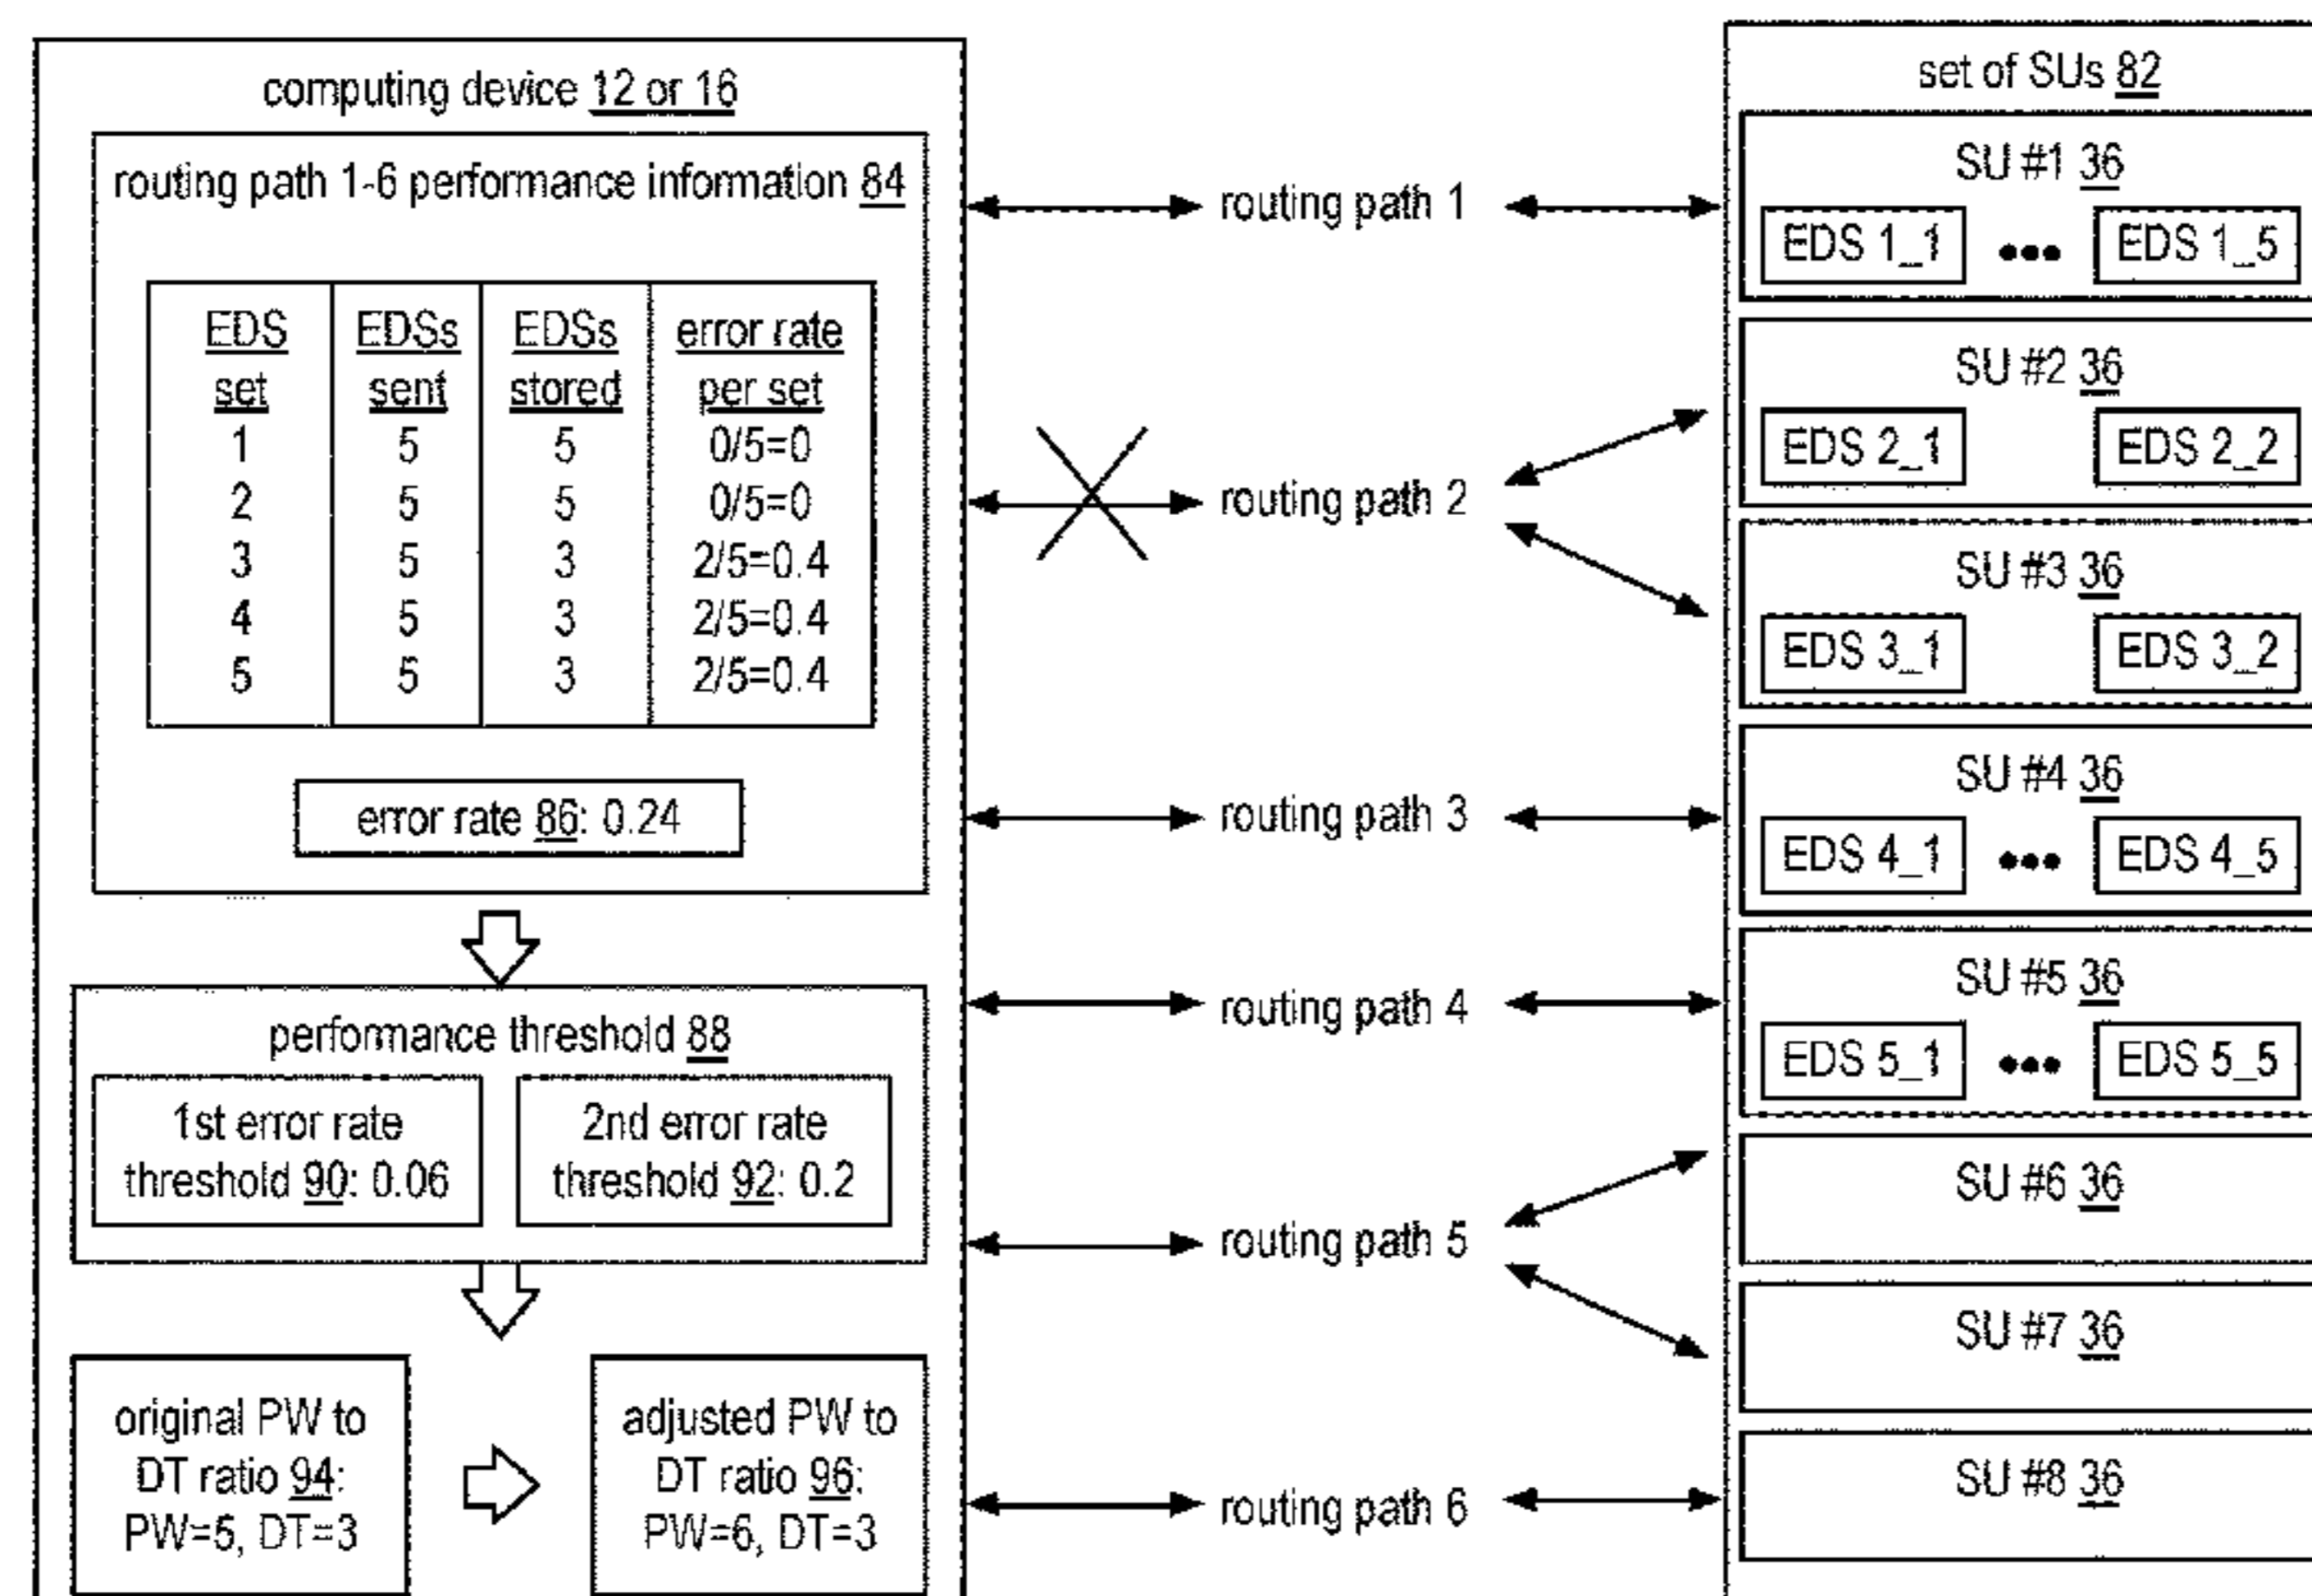 computing device 12 or 16
routing path 1-6 performance information 84
EDS set EDSs sent EDSs stored error rate per set
1 5 5 0/5=0
2 5 5 0/5=0
3 5 3 2/5=0.4
4 5 3 2/5=0.4
5 5 3 2/5=0.4
error rate 86: 0.24
performance threshold 88
1st error rate
threshold 90: 0.06
2nd error rate
threshold 92: 0.2
original PW to
DT ratio 94:
PW=5, DT=3
adjusted PW to
DT ratio 96:
PW=6, DT=3
routing path 1
routing path 2
routing path 3
routing path 4
routing path 5
routing path 6
set of SUs 82
SU #1 36
EDS 1_1 ••• EDS 1_5
SU #2 36
EDS 2_1 EDS 2_2
SU #3 36
EDS 3_1 EDS 3_2
SU #4 36
EDS 4_1 ••• EDS 4_5
SU #5 36
EDS 5_1 ••• EDS 5_5
SU #6 36
SU #7 36
SU #8 36